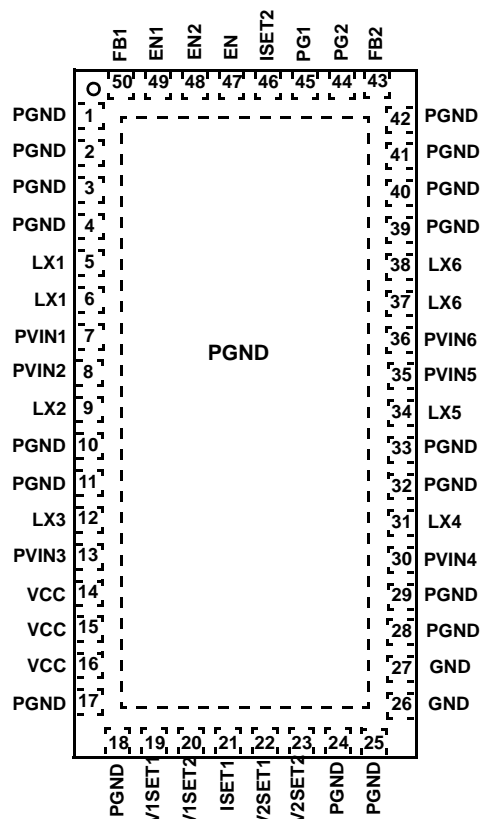 FB1 EN1 EN2 EN ISET2 PG1 PG2 FB2
50 49 48 47 46 45 44 43
PGND 1 42 PGND
PGND 2 41 PGND
PGND 3 40 PGND
PGND 4 39 PGND
LX1 5 38 LX6
LX1 6 37 LX6
PVIN1 7 36 PVIN6
PGND
PVIN2 8 35 PVIN5
LX2 9 34 LX5
PGND 10 33 PGND
PGND 11 32 PGND
LX3 12 31 LX4
PVIN3 13 30 PVIN4
VCC 14 29 PGND
VCC 15 28 PGND
VCC 16 27 GND
PGND 17 26 GND
18 19 20 21 22 23 24 25
PGND V1SET1 V1SET2 ISET1 V2SET1 V2SET2 PGND PGND